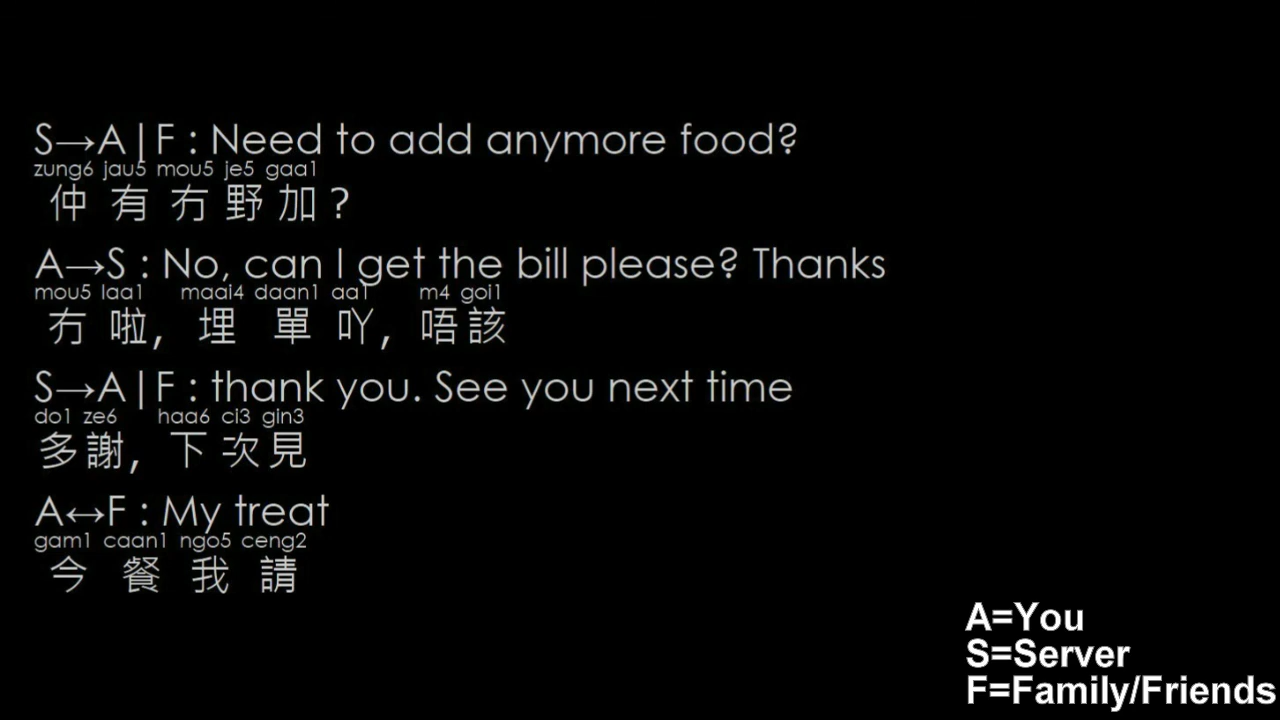 S→A|F : Need to add anymore food?
zung6 jau5 mou5 je5 gaa1
仲 有 冇 野 加 ?
A→S : No, can I get the bill please? Thanks
mou5 laa1 maai4 daan1 aa1 m4 goi1
冇 啦, 埋 單 吖, 唔 該
S→A|F : thank you. See you next time
do1 ze6 haa6 ci3 gin3
多 謝, 下 次 見
A↔F : My treat
gam1 caan1 ngo5 ceng2
今 餐 我 請
A=You
S=Server
F=Family/Friends